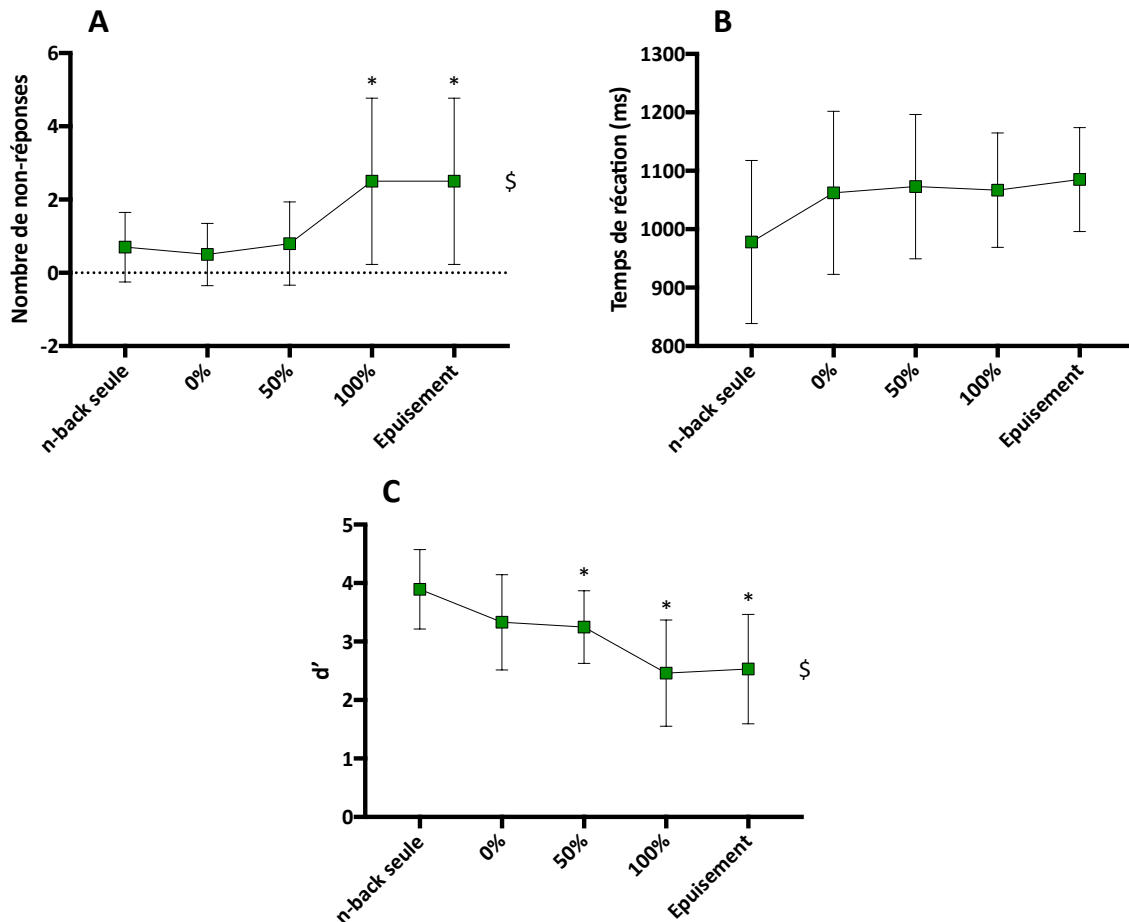 A
Nombre de non-réponses
6
4
2
0
-2
* *
$
n-back seule
0%
50%
100%
Epuisement
B
Temps de récation (ms)
1300
1200
1100
1000
900
800
n-back seule
0%
50%
100%
Epuisement
C
d'
5
4
3
2
1
0
* * *
$
n-back seule
0%
50%
100%
Epuisement